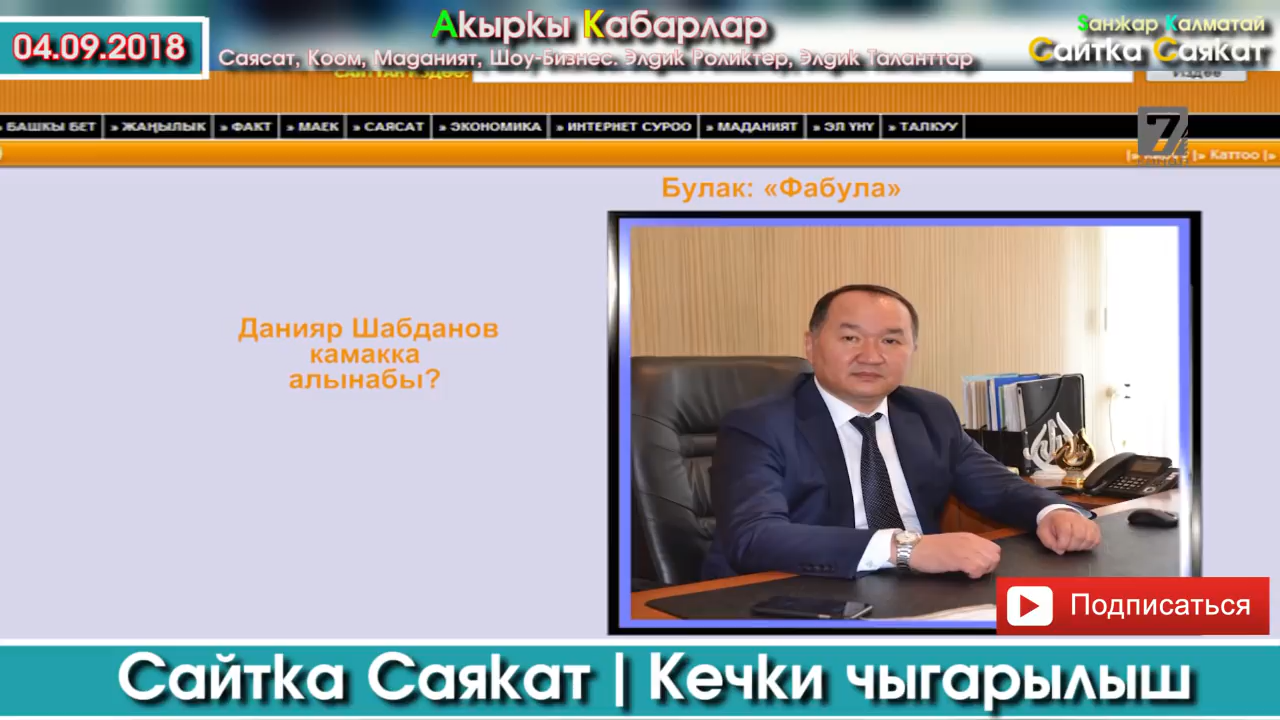 04.09.2018
Акыркы Кабарлар
Саясат, Коом, Маданият, Шоу-Бизнес. Элдик Роликтер, Элдик Таланттар
Sанжар Калматай
Сайтка Саякат
» БАШКЫ БЕТ » ЖАҢЫЛЫК » ФАКТ » МАЕК » САЯСАТ » ЭКОНОМИКА » ИНТЕРНЕТ СУРОО » МАДАНИЯТ » ЭЛ ҮНҮ » ТАЛКУУ
7
|» Каттоо |»
Булак: «Фабула»
Данияр Шабданов
камакка
алынабы?
Подписаться
Сайтка Саякат | Кечки чыгарылыш